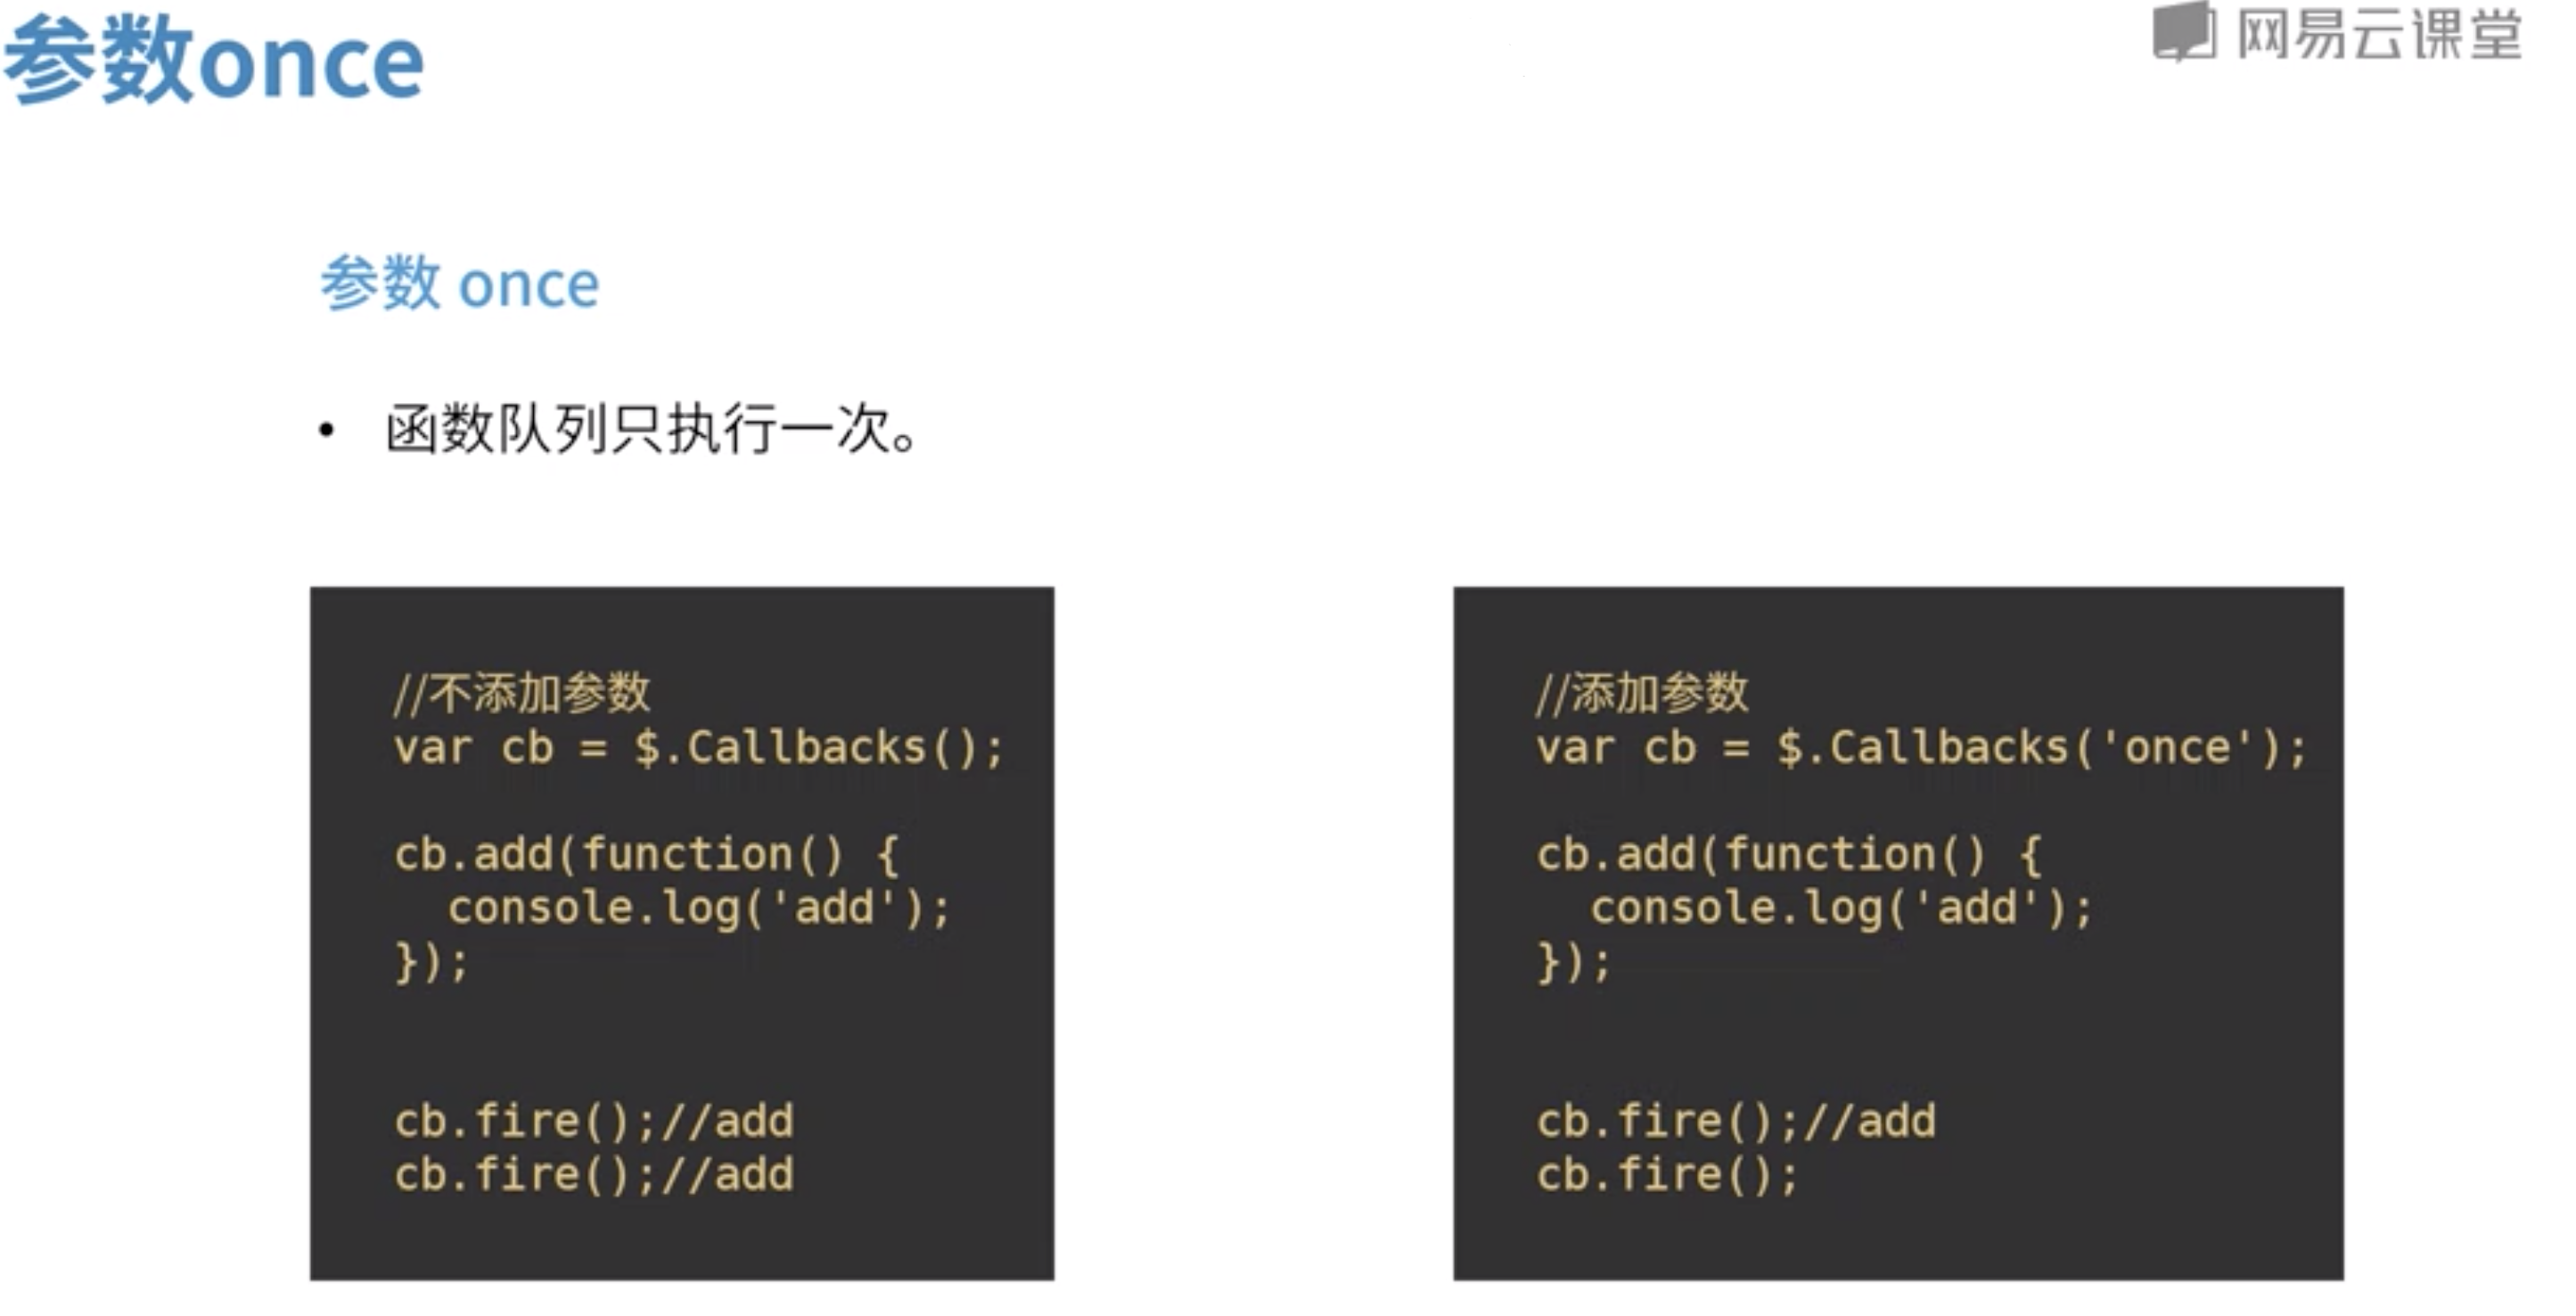 参数once
网易云课堂
参数 once
• 函数队列只执行一次。
//不添加参数
var cb = $.Callbacks();
cb.add(function() {
  console.log('add');
});
cb.fire();//add
cb.fire();//add
//添加参数
var cb = $.Callbacks('once');
cb.add(function() {
  console.log('add');
});
cb.fire();//add
cb.fire();